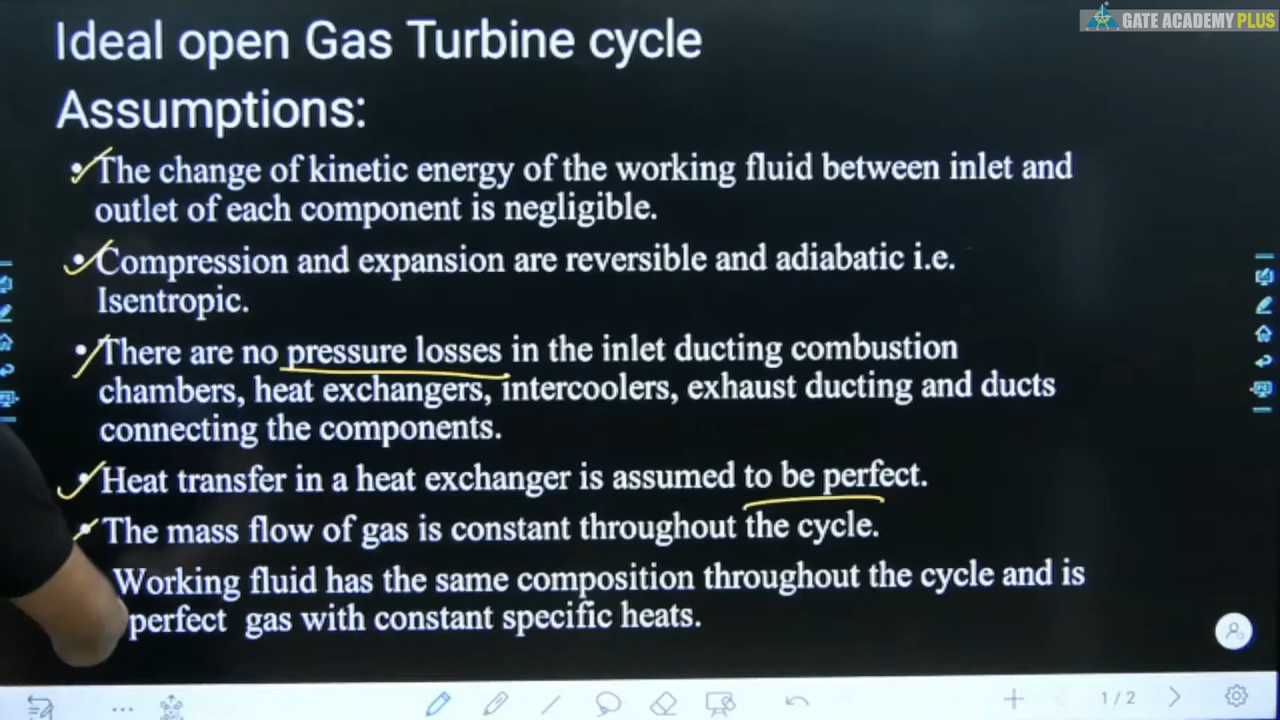 GATE ACADEMY PLUS
Ideal open Gas Turbine cycle
Assumptions:
• The change of kinetic energy of the working fluid between inlet and
outlet of each component is negligible.
• Compression and expansion are reversible and adiabatic i.e.
Isentropic.
• There are no pressure losses in the inlet ducting combustion
chambers, heat exchangers, intercoolers, exhaust ducting and ducts
connecting the components.
• Heat transfer in a heat exchanger is assumed to be perfect.
• The mass flow of gas is constant throughout the cycle.
Working fluid has the same composition throughout the cycle and is
perfect gas with constant specific heats.
1/2